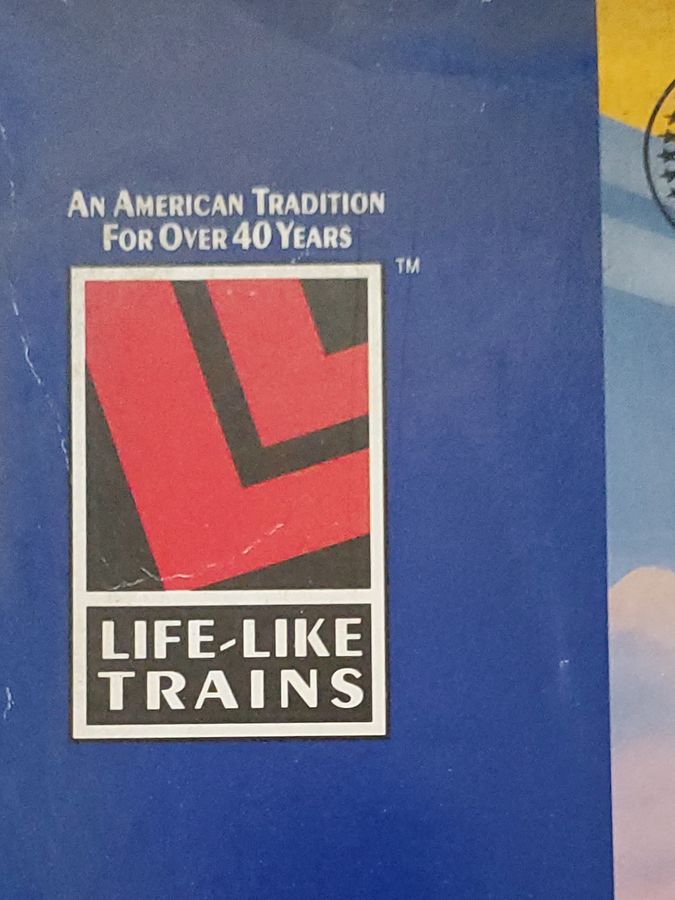 An American Tradition
For Over 40 Years
TM
LIFE-LIKE
TRAINS